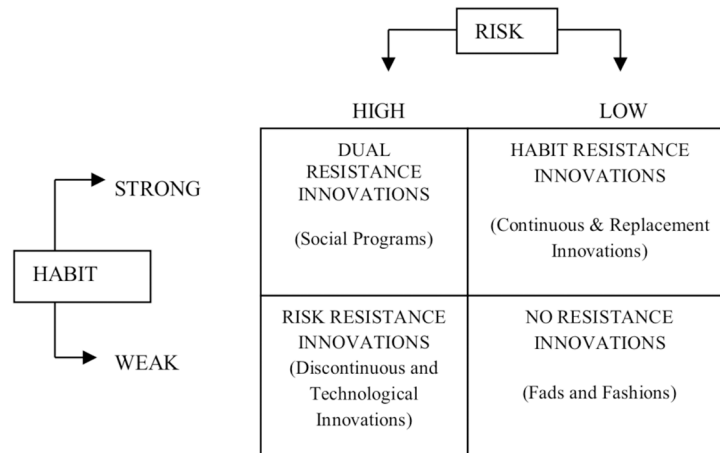 RISK
HIGH
LOW
STRONG
HABIT
WEAK
DUAL
RESISTANCE
INNOVATIONS
(Social Programs)
HABIT RESISTANCE
INNOVATIONS
(Continuous & Replacement
Innovations)
RISK RESISTANCE
INNOVATIONS
(Discontinuous and
Technological
Innovations)
NO RESISTANCE
INNOVATIONS
(Fads and Fashions)